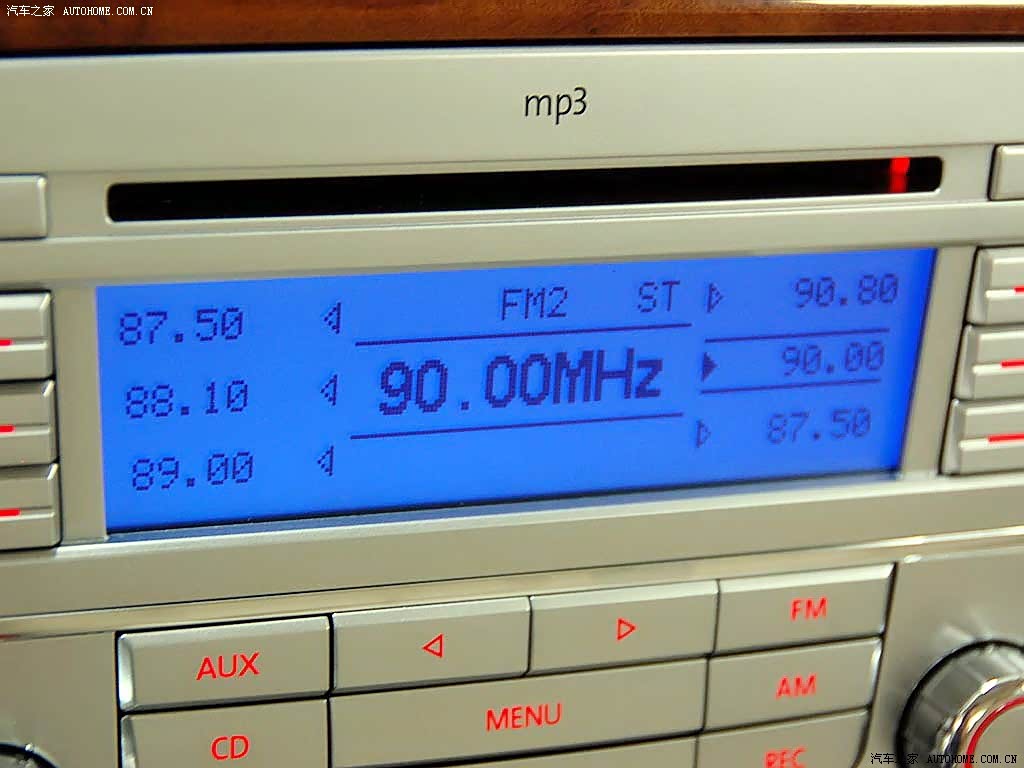 汽车之家 AUTOHOME.COM.CN
mp3
FM2 ST
87.50 90.80
90.00MHz
88.10 90.00
89.00 87.50
AUX FM
MENU AM
CD REC
汽车之家 AUTOHOME.COM.CN